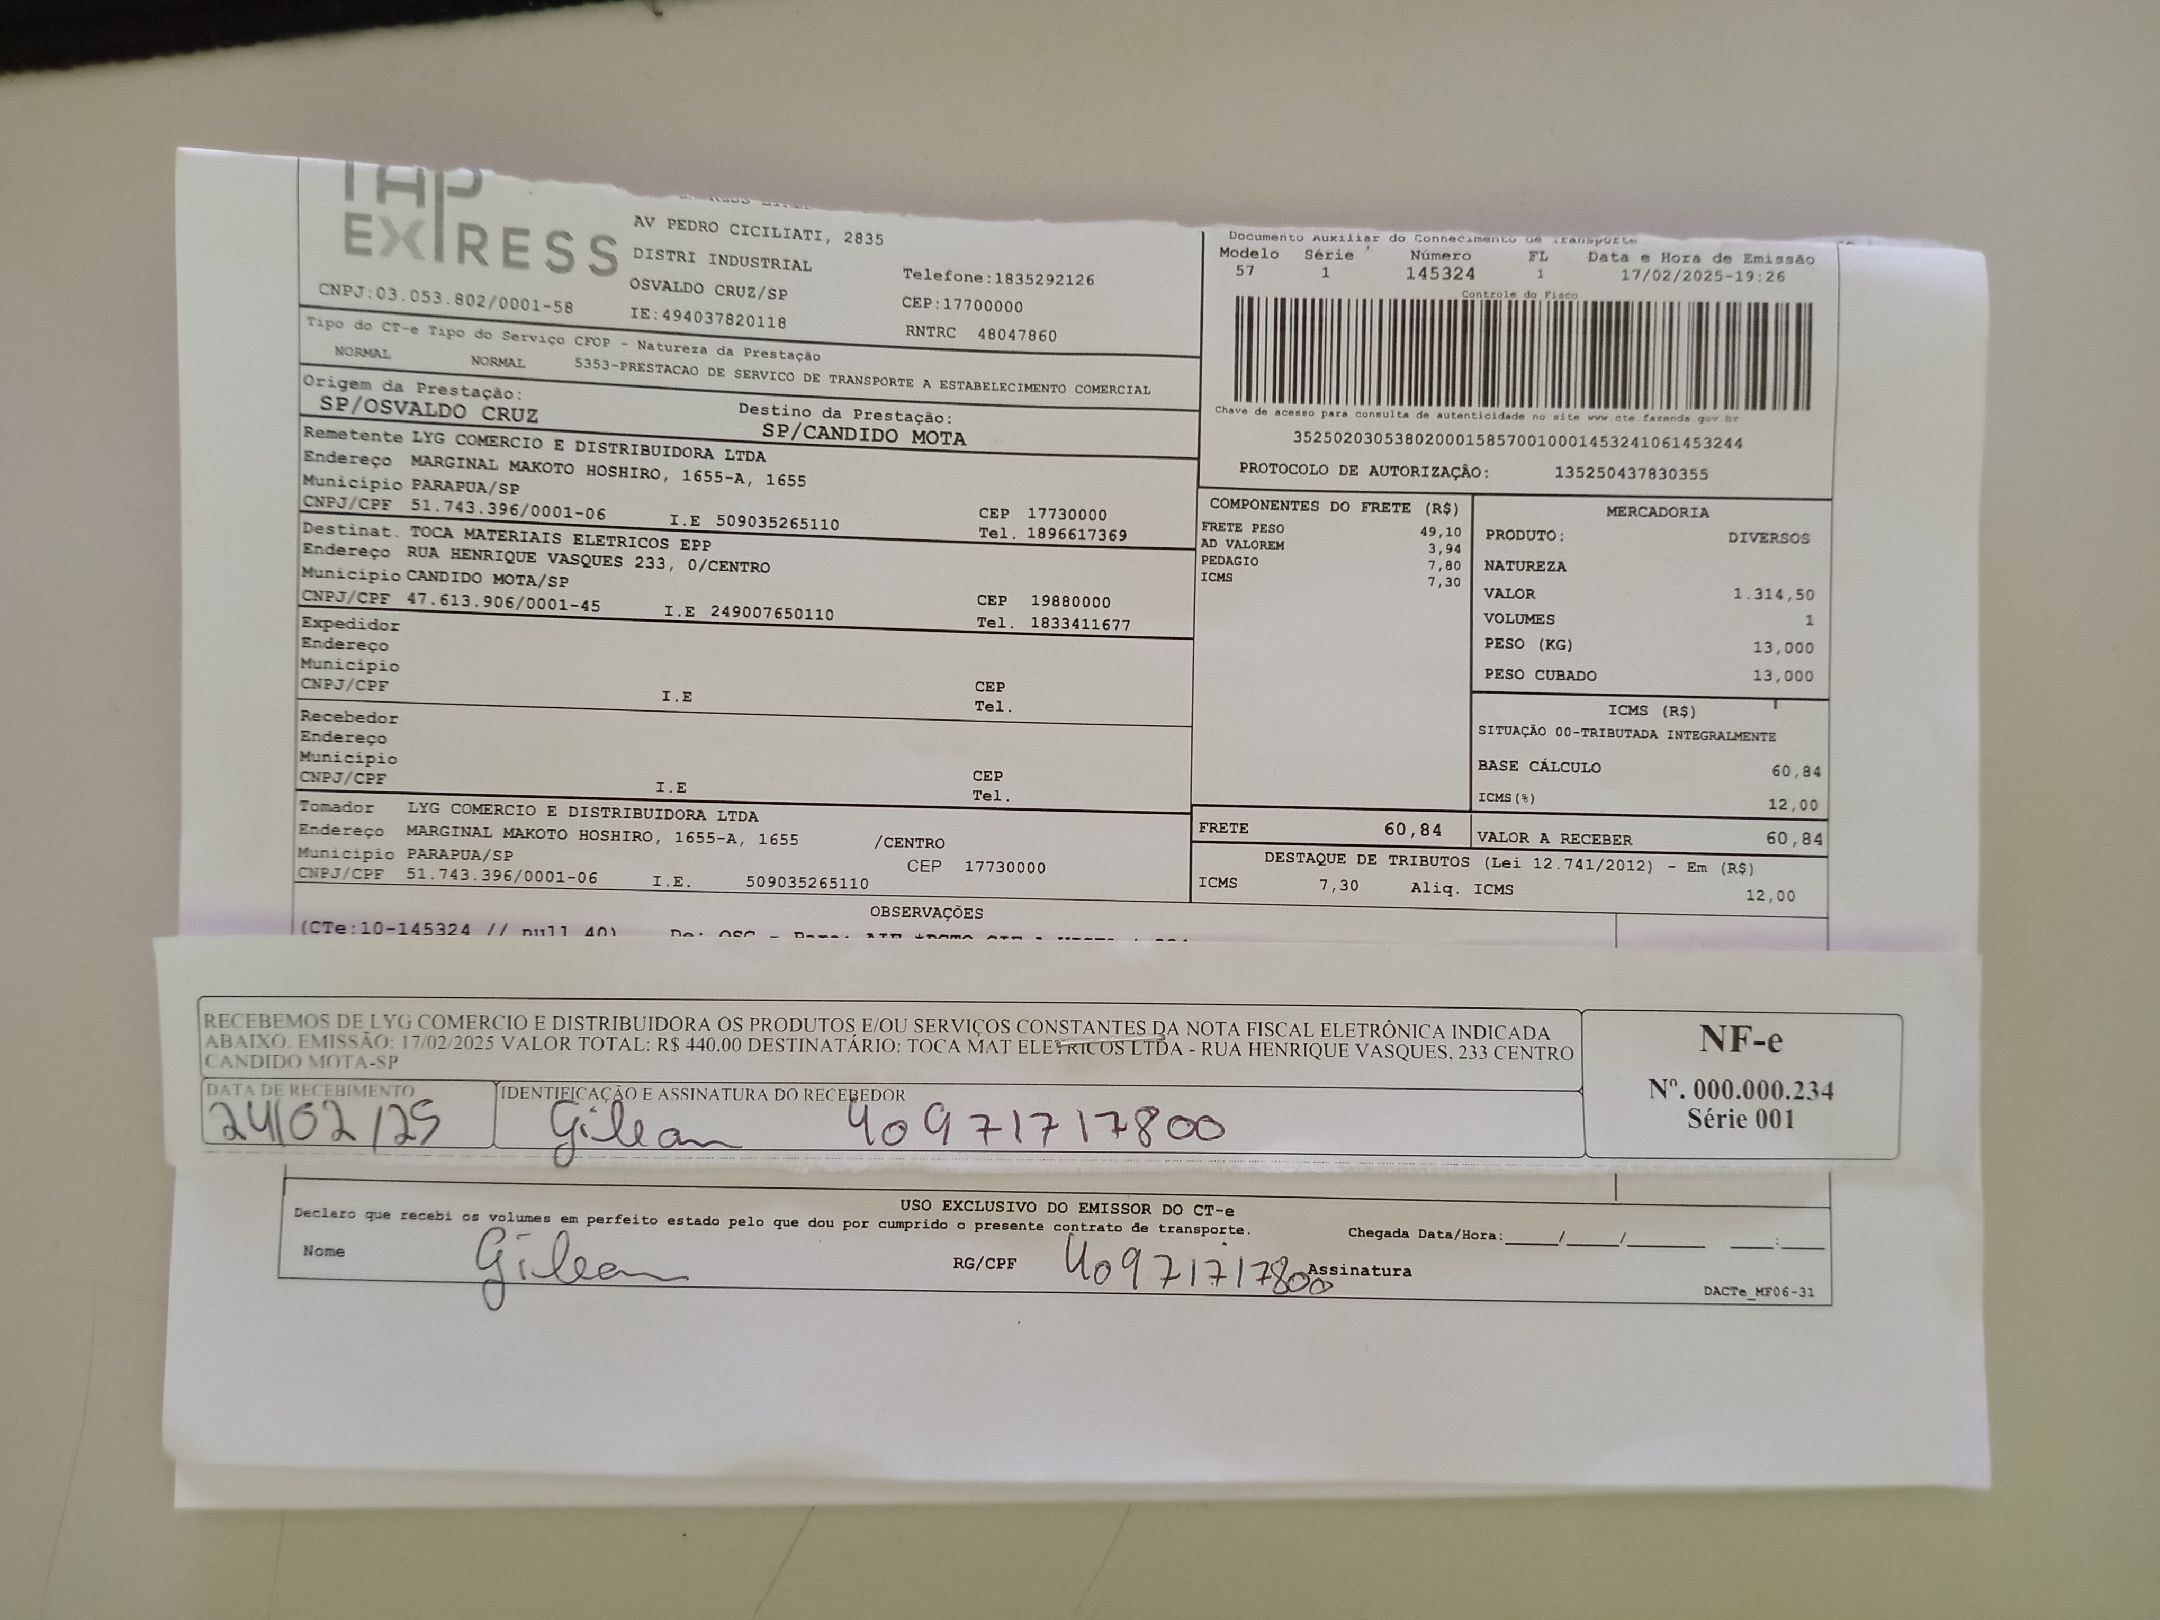 TAP
EXPRESS
AV PEDRO CICILIATI, 2835
DISTRI INDUSTRIAL
OSVALDO CRUZ/SP
IE:494037820118
Telefone:1835292126
CEP:17700000
RNTRC 48047860
CNPJ:03.053.802/0001-58
Tipo do CT-e Tipo do Serviço CFOP - Natureza da Prestação
NORMAL NORMAL 5353-PRESTACAO DE SERVICO DE TRANSPORTE A ESTABELECIMENTO COMERCIAL
Origem da Prestação:
SP/OSVALDO CRUZ
Destino da Prestação:
SP/CANDIDO MOTA
Remetente LYG COMERCIO E DISTRIBUIDORA LTDA
Endereço MARGINAL MAKOTO HOSHIRO, 1655-A, 1655
Município PARAPUA/SP
CEP 17730000
CNPJ/CPF 51.743.396/0001-06 I.E 509035265110 Tel. 1896617369
Destinat. TOCA MATERIAIS ELETRICOS EPP
Endereço RUA HENRIQUE VASQUES 233, 0/CENTRO
Município CANDIDO MOTA/SP
CEP 19880000
CNPJ/CPF 47.613.906/0001-45 I.E 249007650110 Tel. 1833411677
Expedidor
Endereço
Município
CEP
CNPJ/CPF I.E Tel.
Recebedor
Endereço
Município
CEP
CNPJ/CPF I.E Tel.
Tomador LYG COMERCIO E DISTRIBUIDORA LTDA
Endereço MARGINAL MAKOTO HOSHIRO, 1655-A, 1655 /CENTRO
Município PARAPUA/SP CEP 17730000
CNPJ/CPF 51.743.396/0001-06 I.E. 509035265110
Documento Auxiliar do Conhecimento de Transporte
Modelo Série Número FL Data e Hora de Emissão
57 1 145324 1 17/02/2025-19:26
Controle do Fisco
Chave de acesso para consulta de autenticidade no site www.cte.fazenda.gov.br
35250203053802000158570010001453241061453244
PROTOCOLO DE AUTORIZAÇÃO: 135250437830355
COMPONENTES DO FRETE (R$)
FRETE PESO 49,10
AD VALOREM 3,94
PEDAGIO 7,80
ICMS 7,30
MERCADORIA
PRODUTO: DIVERSOS
NATUREZA
VALOR 1.314,50
VOLUMES 1
PESO (KG) 13,000
PESO CUBADO 13,000
ICMS (R$)
SITUAÇÃO 00-TRIBUTADA INTEGRALMENTE
BASE CÁLCULO 60,84
ICMS(%) 12,00
FRETE 60,84 VALOR A RECEBER 60,84
DESTAQUE DE TRIBUTOS (Lei 12.741/2012) - Em (R$)
ICMS 7,30 Aliq. ICMS 12,00
OBSERVAÇÕES
(CTe:10-145324 // null 40) De: OSC - Para:
RECEBEMOS DE LYG COMERCIO E DISTRIBUIDORA OS PRODUTOS E/OU SERVIÇOS CONSTANTES DA NOTA FISCAL ELETRÔNICA INDICADA
ABAIXO. EMISSÃO: 17/02/2025 VALOR TOTAL: R$ 440.00 DESTINATÁRIO: TOCA MAT ELETRICOS LTDA - RUA HENRIQUE VASQUES, 233 CENTRO
CANDIDO MOTA-SP
DATA DE RECEBIMENTO
24/02/25
IDENTIFICAÇÃO E ASSINATURA DO RECEBEDOR
Gilean 40971717800
NF-e
Nº. 000.000.234
Série 001
USO EXCLUSIVO DO EMISSOR DO CT-e
Declaro que recebi os volumes em perfeito estado pelo que dou por cumprido o presente contrato de transporte. Chegada Data/Hora:____/____/______ ___:___
Nome Gilean RG/CPF 40971717800 Assinatura
DACTe_MF06-31